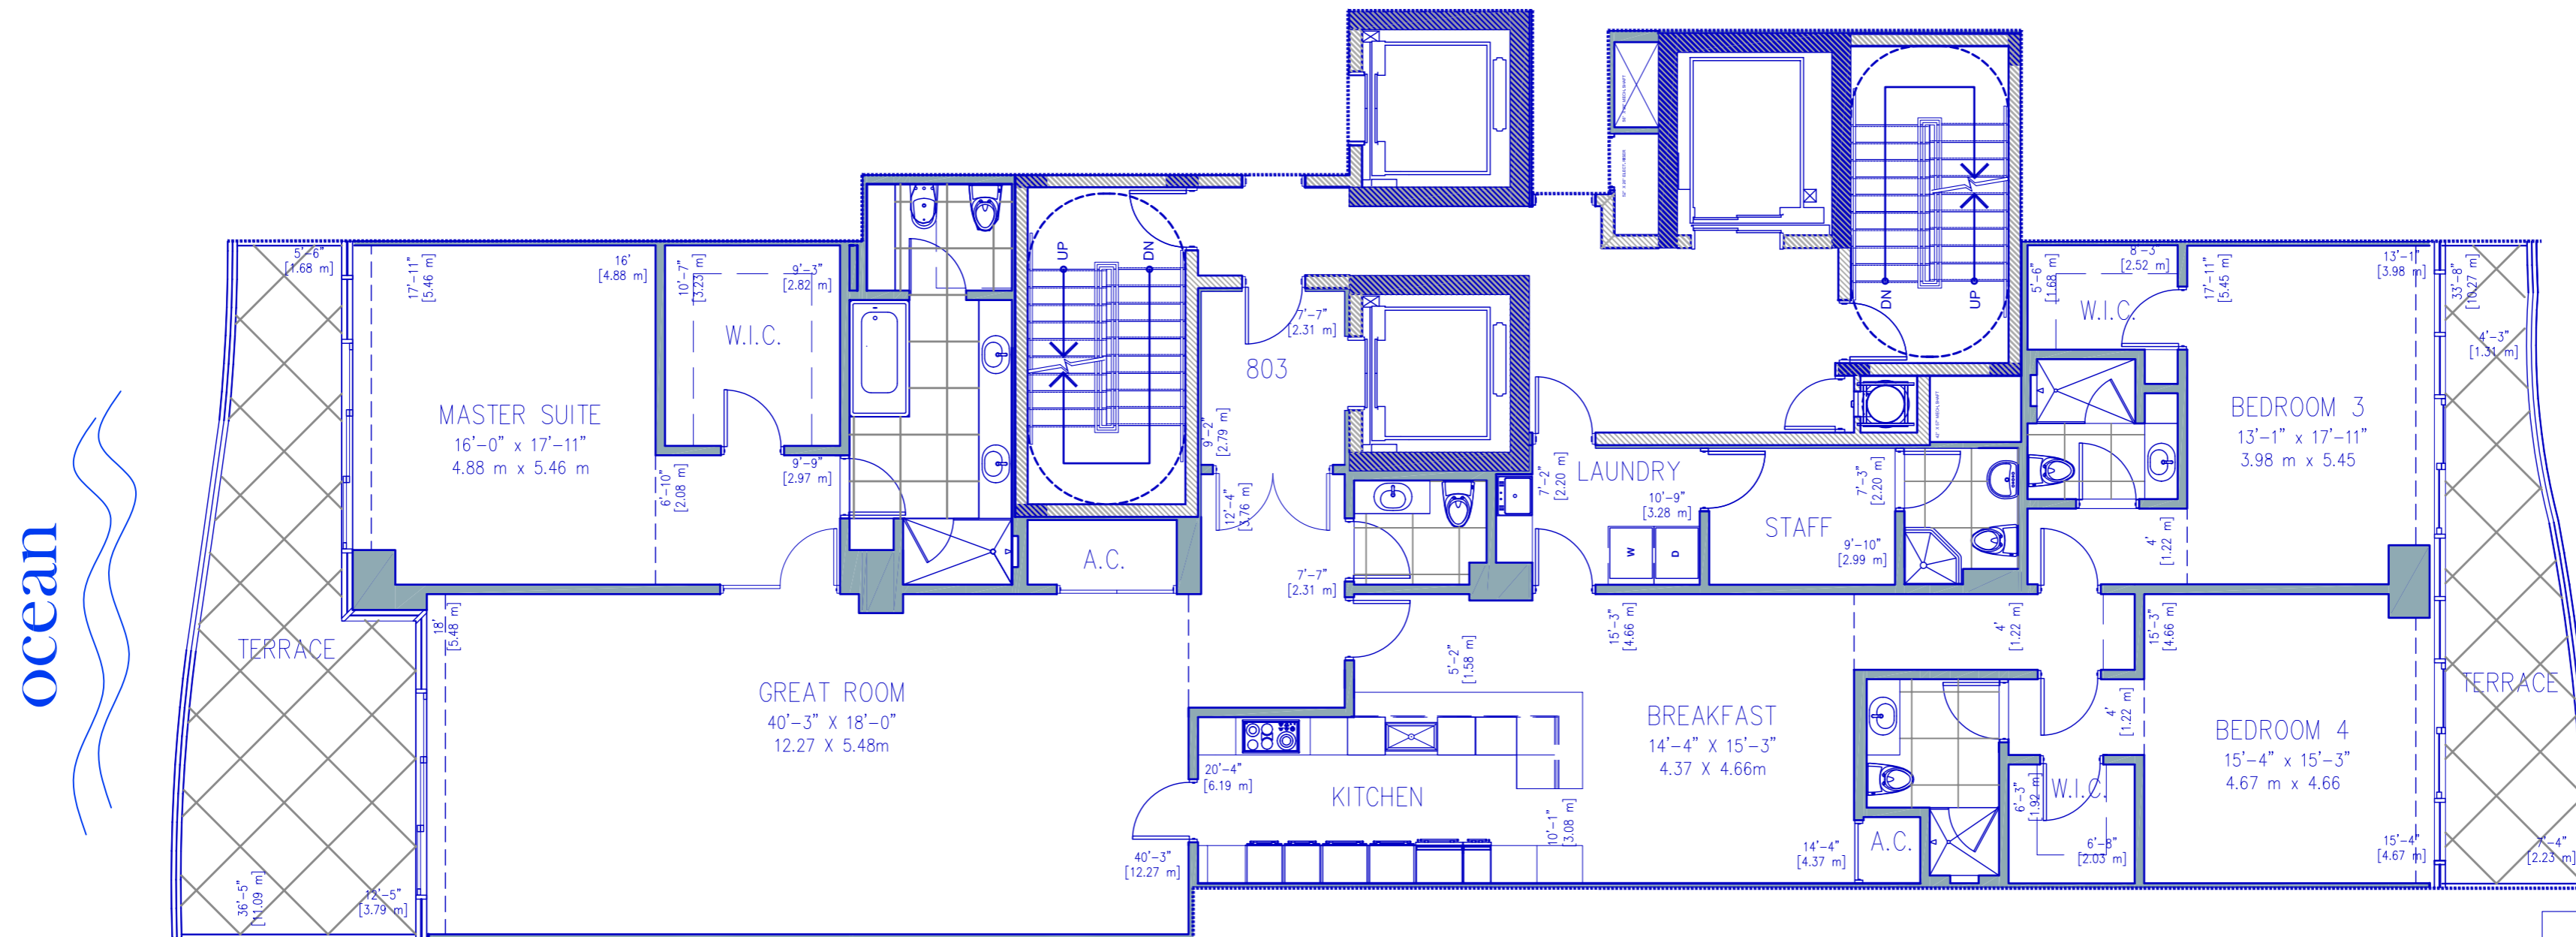 ocean
5'-6"
[1.68 m]
17'-11"
[5.46 m]
16'
[4.88 m]
10'-7"
[3.23 m]
9'-3"
[2.82 m]
W.I.C.
MASTER SUITE
16'-0" x 17'-11"
4.88 m x 5.46 m
6'-10"
[2.08 m]
9'-9"
[2.97 m]
UP
DN
A.C.
7'-7"
[2.31 m]
803
9'-2"
[2.79 m]
12'-4"
[3.76 m]
7'-7"
[2.31 m]
TERRACE
18'
[5.48 m]
GREAT ROOM
40'-3" X 18'-0"
12.27 X 5.48m
36'-5"
[11.09 m]
12'-5"
[3.79 m]
40'-3"
[12.27 m]
20'-4"
[6.19 m]
KITCHEN
10'-1"
[3.08 m]
5'-2"
[1.58 m]
15'-3"
[4.66 m]
BREAKFAST
14'-4" X 15'-3"
4.37 X 4.66m
14'-4"
[4.37 m]
A.C.
7'-2"
[2.20 m]
LAUNDRY
10'-9"
[3.28 m]
W
D
STAFF
7'-3"
[2.20 m]
9'-10"
[2.99 m]
DN
UP
5'-6"
[1.68 m]
8'-3"
[2.52 m]
W.I.C.
17'-11"
[5.45 m]
13'-1"
[3.98 m]
33'-8"
[10.27 m]
4'-3"
[1.31 m]
BEDROOM 3
13'-1" x 17'-11"
3.98 m x 5.45
4'
[1.22 m]
4'
[1.22 m]
15'-3"
[4.66 m]
4'
[1.22 m]
TERRACE
BEDROOM 4
15'-4" x 15'-3"
4.67 m x 4.66
6'-3"
[1.92 m]
W.I.C.
6'-8"
[2.03 m]
15'-4"
[4.67 m]
7'-4"
[2.23 m]